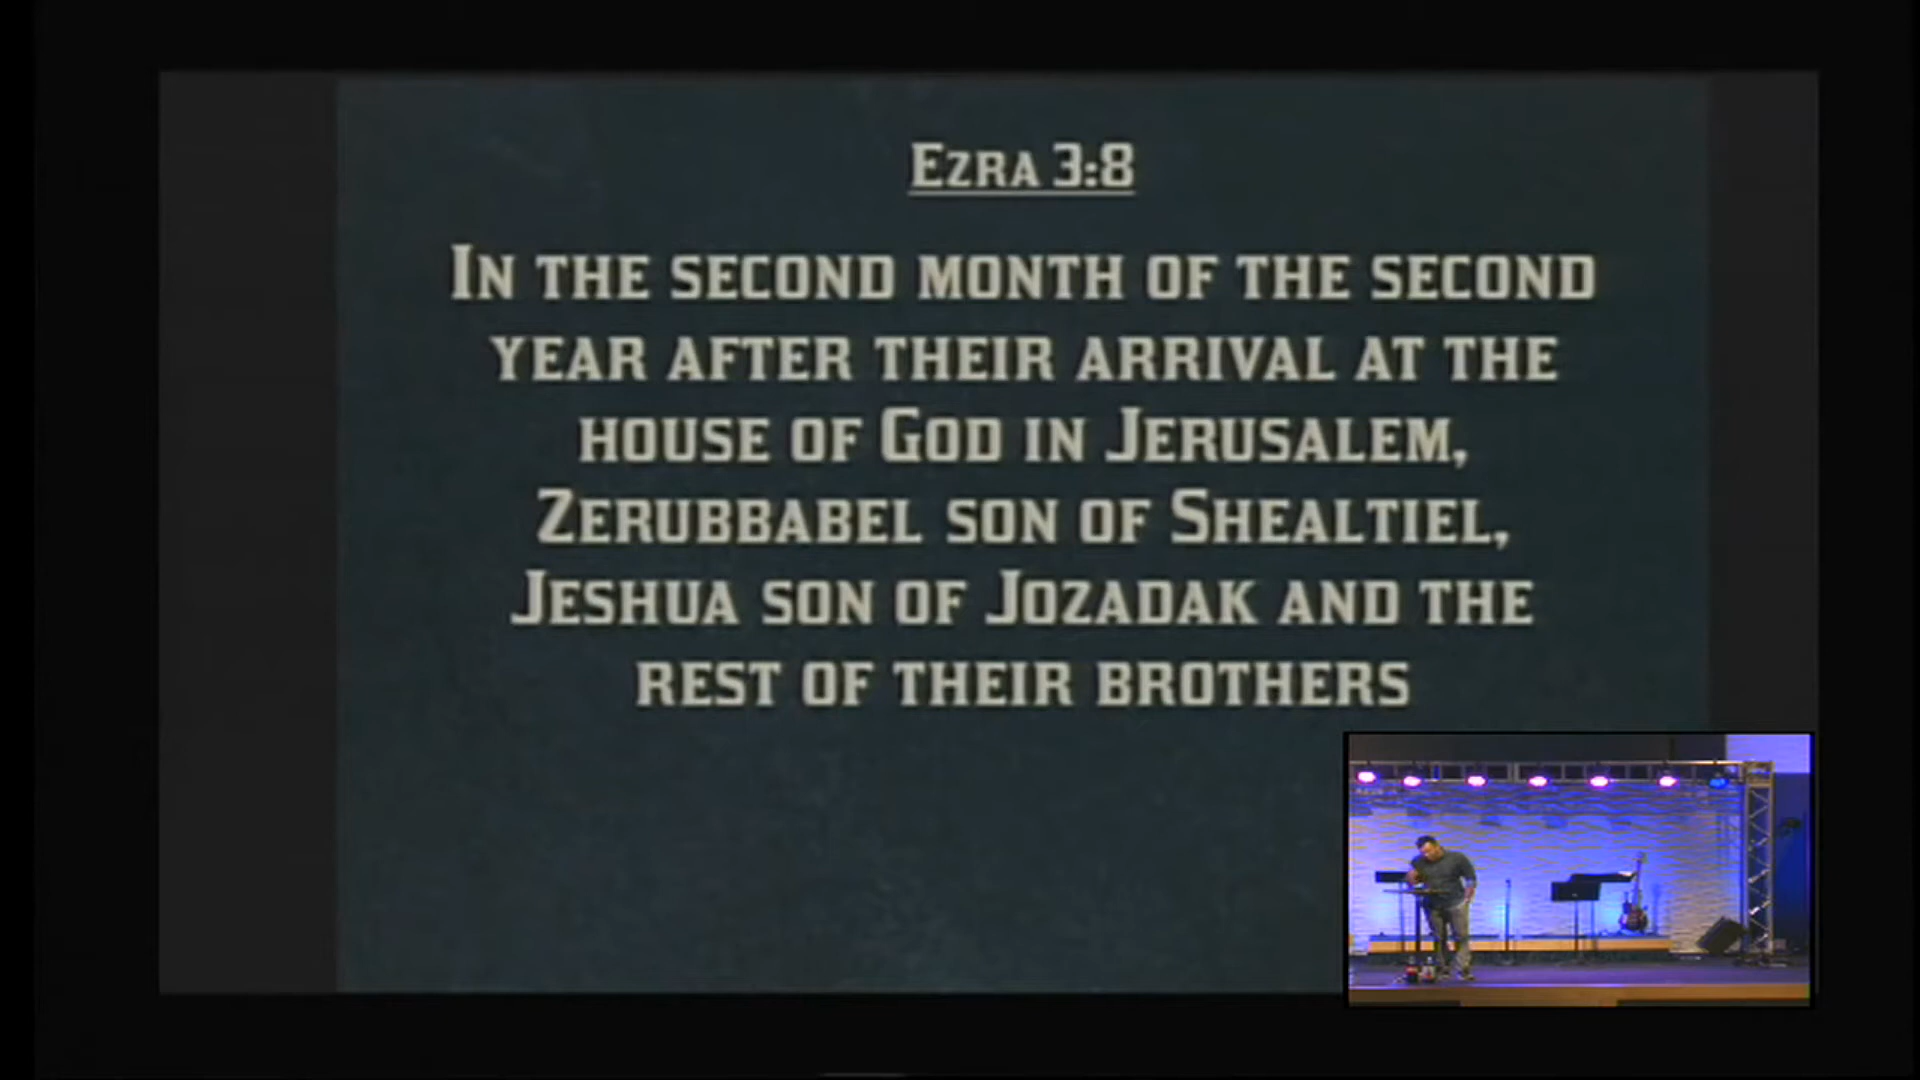 Ezra 3:8
In the second month of the second
year after their arrival at the
house of God in Jerusalem,
Zerubbabel son of Shealtiel,
Jeshua son of Jozadak and the
rest of their brothers